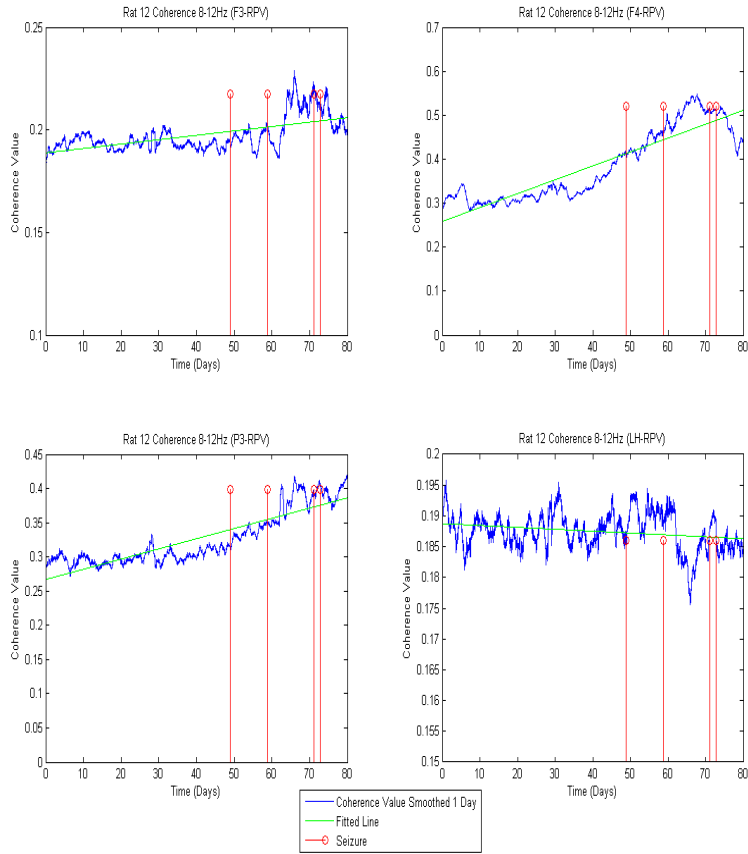 Rat 12 Coherence 8-12Hz (F3-RPV)
0.25
0.2
0.15
0.1
Coherence Value
0 10 20 30 40 50 60 70 80
Time (Days)
Rat 12 Coherence 8-12Hz (F4-RPV)
0.7
0.6
0.5
0.4
0.3
0.2
0.1
0
Coherence Value
0 10 20 30 40 50 60 70 80
Time (Days)
Rat 12 Coherence 8-12Hz (P3-RPV)
0.45
0.4
0.35
0.3
0.25
0.2
0.15
0.1
0.05
0
Coherence Value
0 10 20 30 40 50 60 70 80
Time (Days)
Rat 12 Coherence 8-12Hz (LH-RPV)
0.2
0.195
0.19
0.185
0.18
0.175
0.17
0.165
0.16
0.155
0.15
Coherence Value
0 10 20 30 40 50 60 70 80
Time (Days)
Coherence Value Smoothed 1 Day
Fitted Line
Seizure